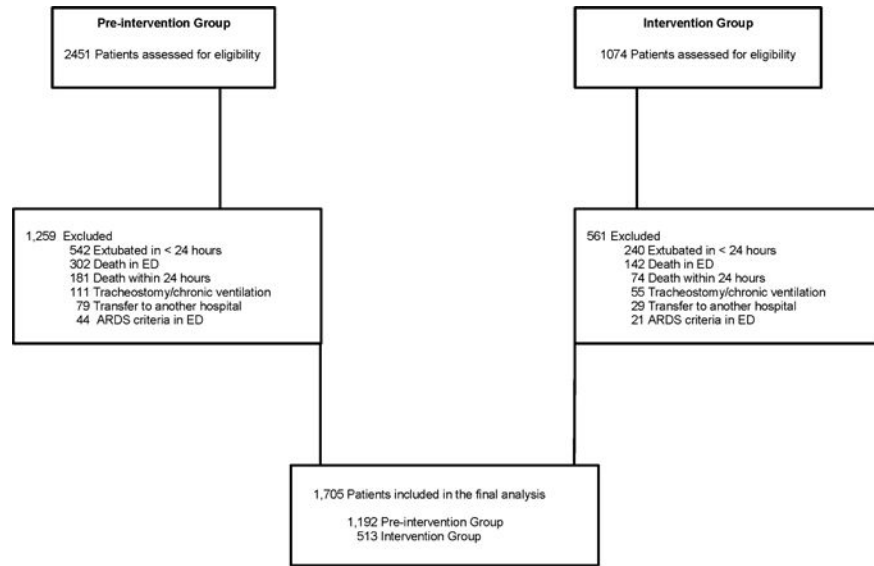 Pre-intervention Group
2451 Patients assessed for eligibility
Intervention Group
1074 Patients assessed for eligibility
1,259 Excluded
542 Extubated in < 24 hours
302 Death in ED
181 Death within 24 hours
111 Tracheostomy/chronic ventilation
79 Transfer to another hospital
44 ARDS criteria in ED
561 Excluded
240 Extubated in < 24 hours
142 Death in ED
74 Death within 24 hours
55 Tracheostomy/chronic ventilation
29 Transfer to another hospital
21 ARDS criteria in ED
1,705 Patients included in the final analysis
1,192 Pre-intervention Group
513 Intervention Group